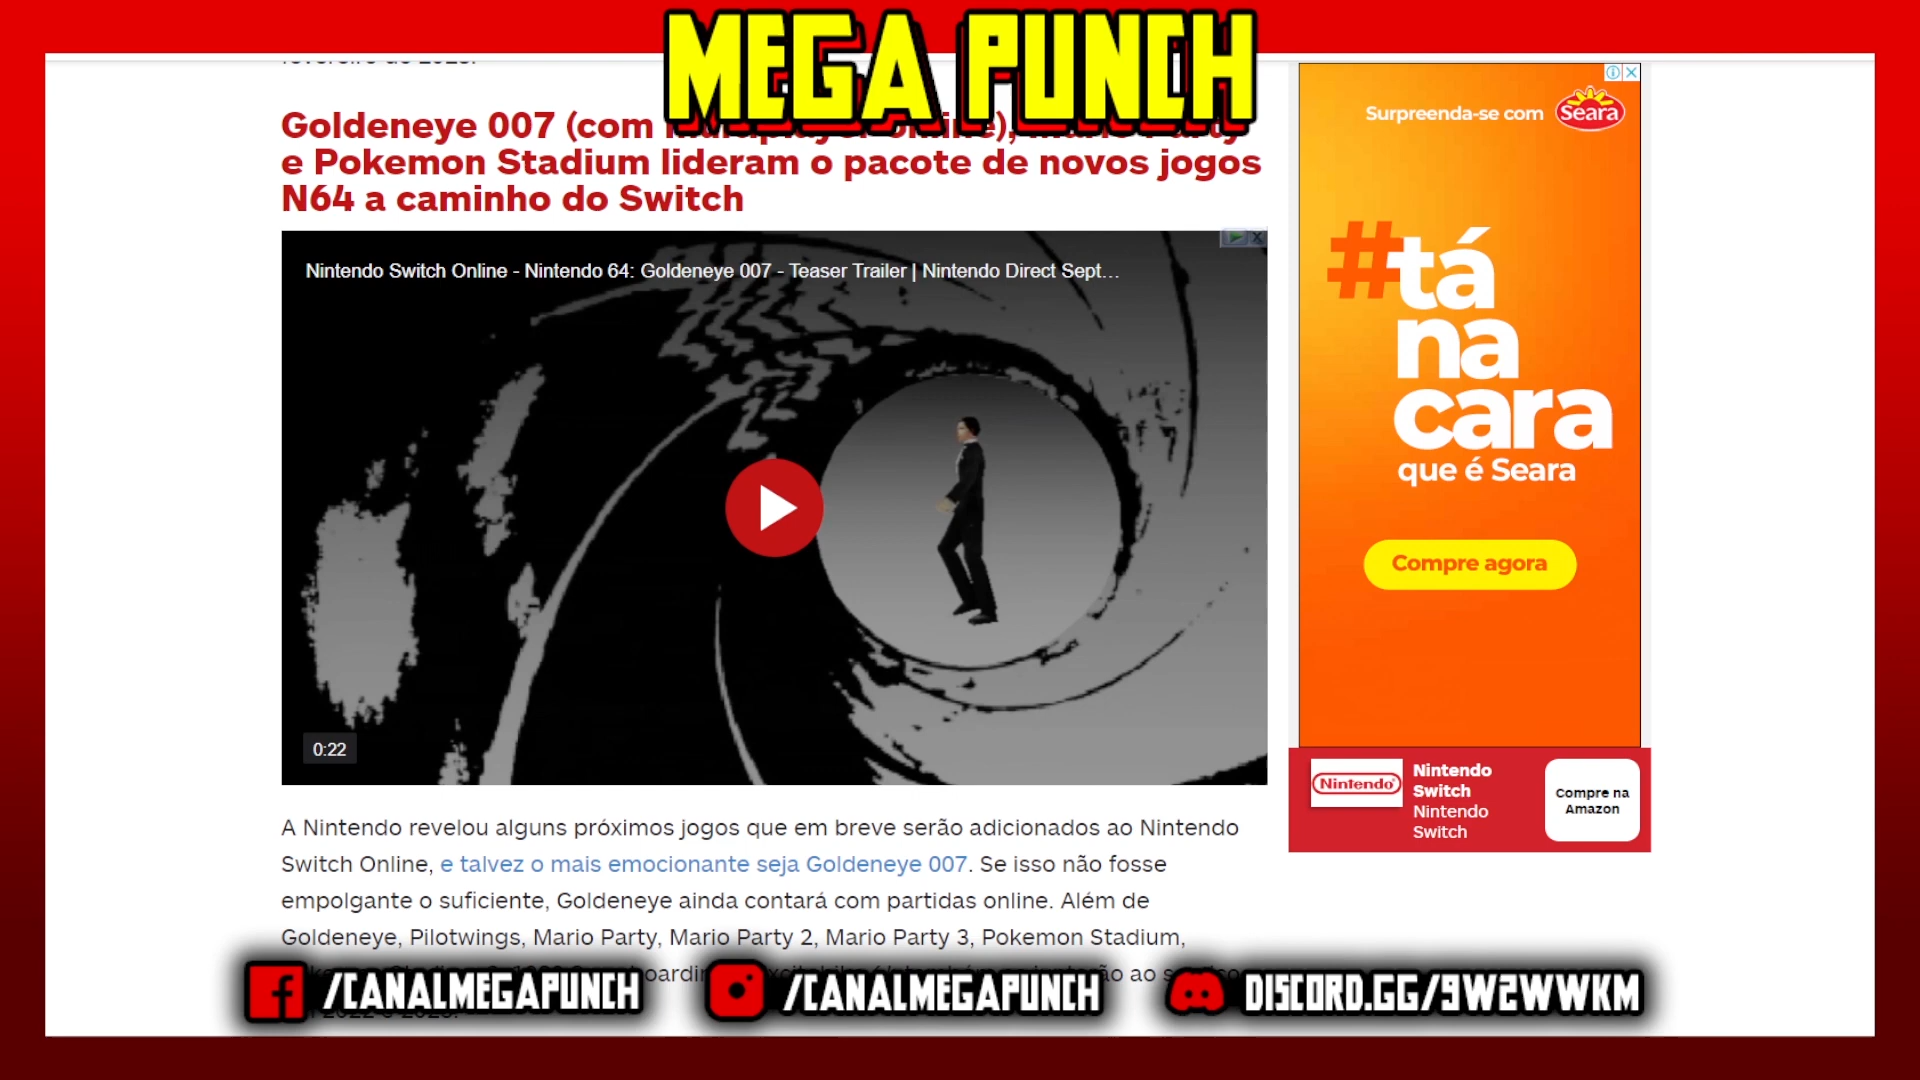 MEGA PUNCH
Goldeneye 007 (com
e Pokemon Stadium lideram o pacote de novos jogos
N64 a caminho do Switch
Nintendo Switch Online - Nintendo 64: Goldeneye 007 - Teaser Trailer | Nintendo Direct Sept...
0:22
A Nintendo revelou alguns próximos jogos que em breve serão adicionados ao Nintendo
Switch Online, e talvez o mais emocionante seja Goldeneye 007. Se isso não fosse
empolgante o suficiente, Goldeneye ainda contará com partidas online. Além de
Goldeneye, Pilotwings, Mario Party, Mario Party 2, Mario Party 3, Pokemon Stadium,
/CANALMEGAPUNCH
/CANALMEGAPUNCH
DISCORD.GG/9W2WWKM
Surpreenda-se com Seara
#tá
na
cara
que é Seara
Compre agora
Nintendo
Nintendo
Switch
Nintendo
Switch
Compre na
Amazon